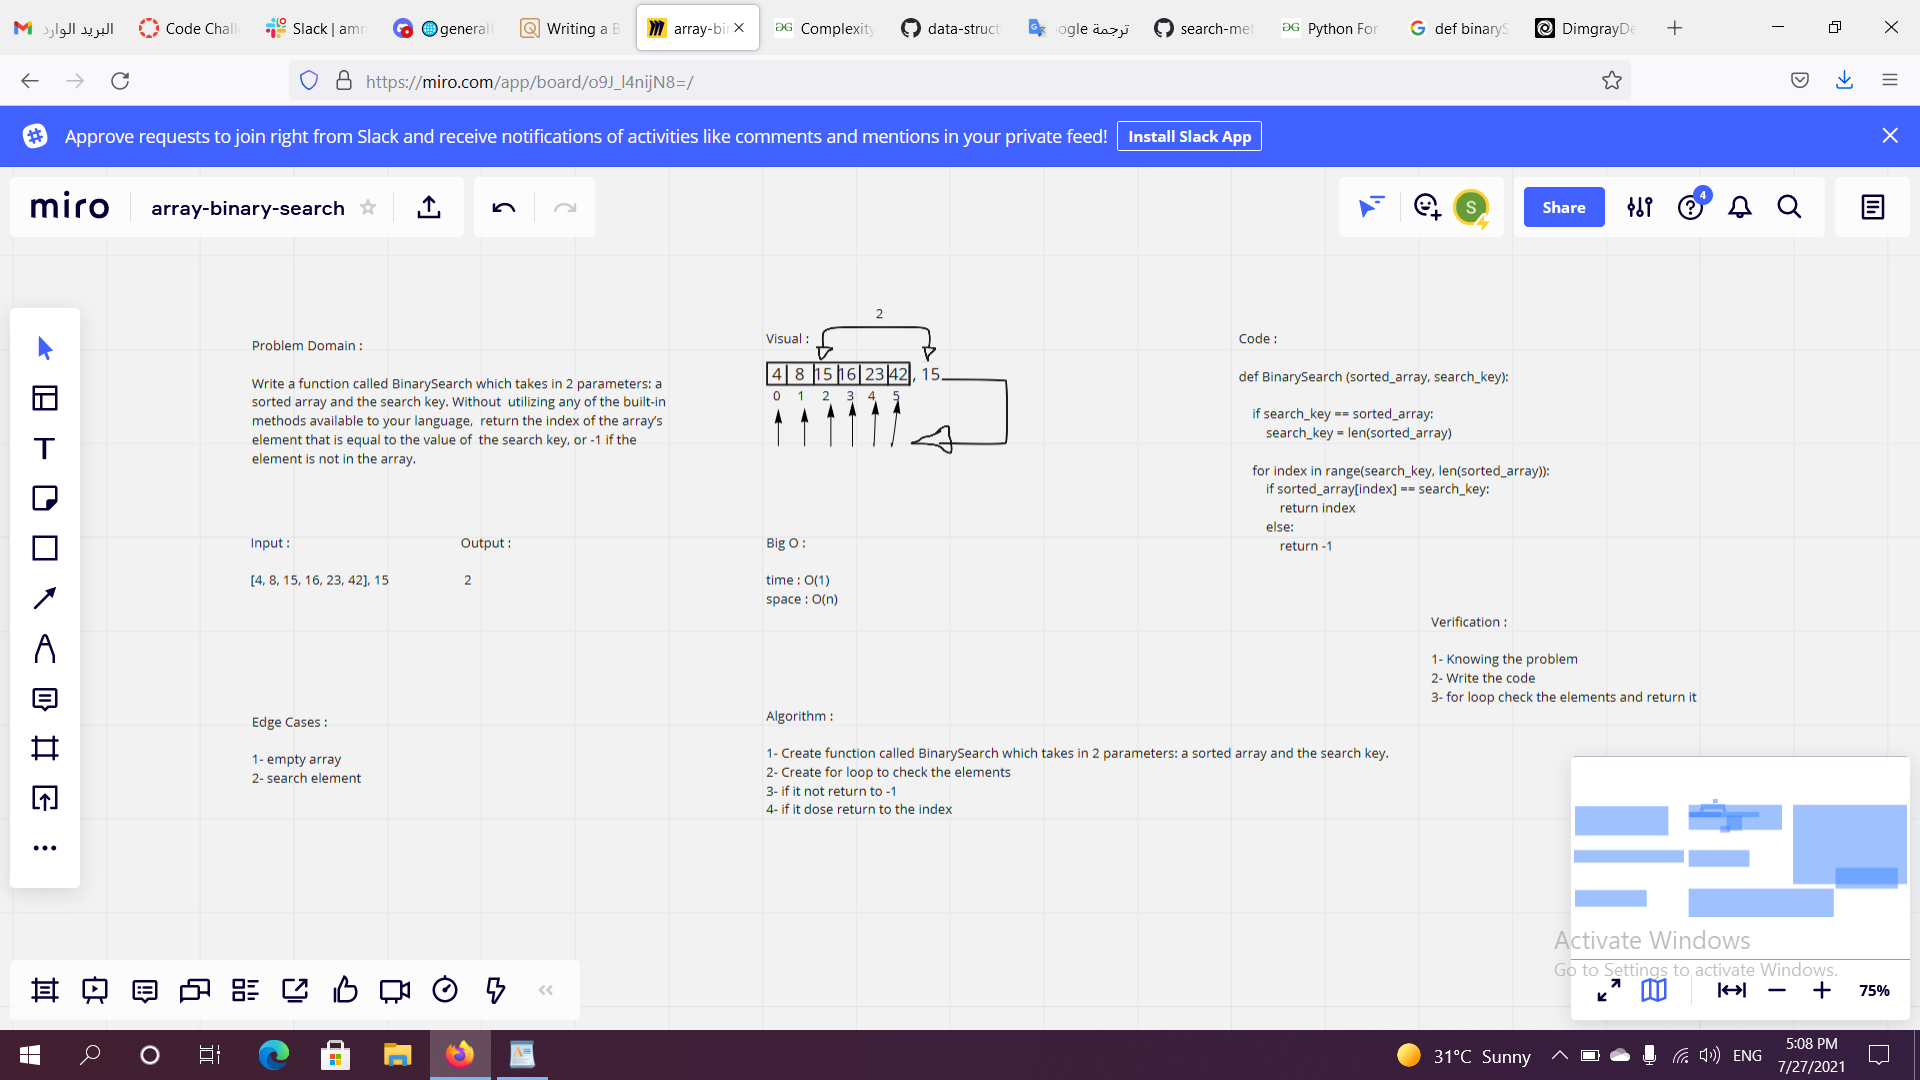 البريد الوارد
Code Chall
Slack | amm
general
Writing a B
array-bin
Complexity
data-struct
ogle ترجمة
search-met
Python For
def binaryS
DimgrayDe
https://miro.com/app/board/o9J_l4nijN8=/
Approve requests to join right from Slack and receive notifications of activities like comments and mentions in your private feed!
Install Slack App
miro
array-binary-search
S
Share
4
Problem Domain :
Write a function called BinarySearch which takes in 2 parameters: a
sorted array and the search key. Without utilizing any of the built-in
methods available to your language, return the index of the array's
element that is equal to the value of the search key, or -1 if the
element is not in the array.
Input :
Output :
[4, 8, 15, 16, 23, 42], 15
2
Edge Cases :
1- empty array
2- search element
2
Visual :
4 8 15 16 23 42 , 15
0 1 2 3 4 5
Big O :
time : O(1)
space : O(n)
Algorithm :
1- Create function called BinarySearch which takes in 2 parameters: a sorted array and the search key.
2- Create for loop to check the elements
3- if it not return to -1
4- if it dose return to the index
Code :
def BinarySearch (sorted_array, search_key):
if search_key == sorted_array:
search_key = len(sorted_array)
for index in range(search_key, len(sorted_array)):
if sorted_array[index] == search_key:
return index
else:
return -1
Verification :
1- Knowing the problem
2- Write the code
3- for loop check the elements and return it
Activate Windows
Go to Settings to activate Windows.
75%
31°C Sunny
ENG
5:08 PM
7/27/2021